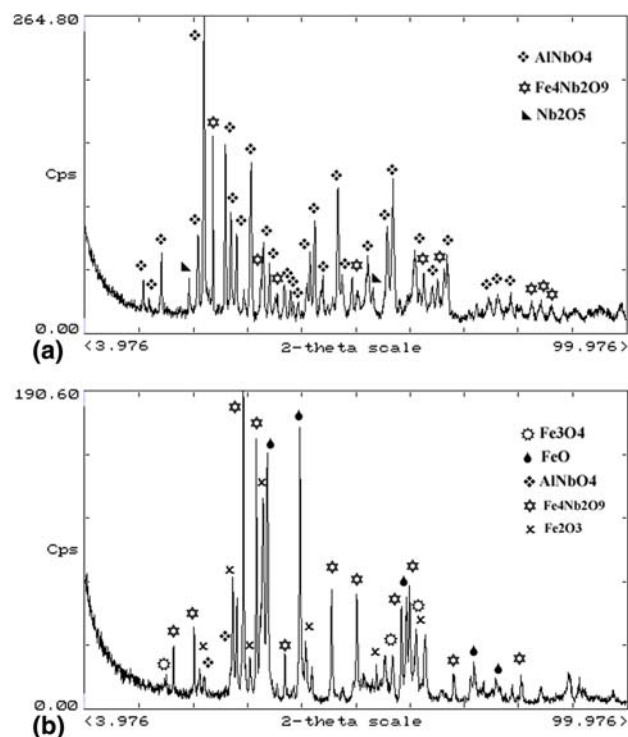 264.80
AlNbO4
Fe4Nb2O9
Nb2O5
Cps
0.00
(a) <3.976 2-theta scale 99.976>
190.60
Fe3O4
FeO
AlNbO4
Fe4Nb2O9
Fe2O3
Cps
0.00
(b) <3.976 2-theta scale 99.976>